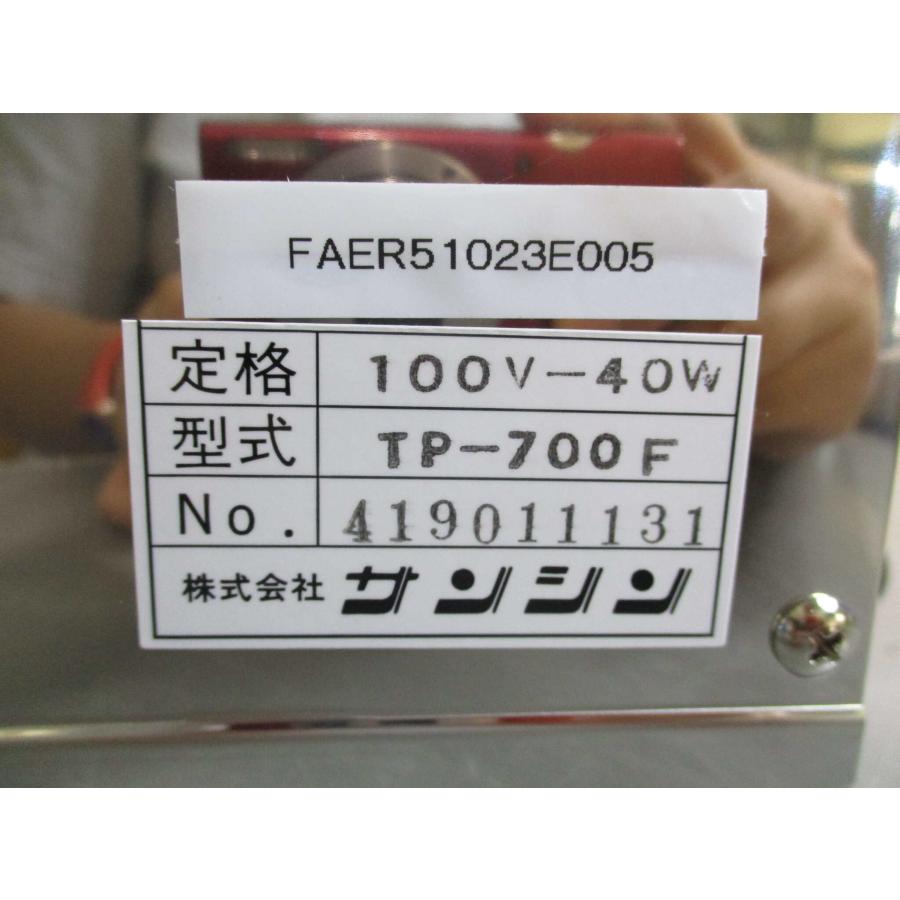 FAER51023E005
定格 100V-40W
型式 TP-700F
No. 419011131
株式会社 サンシン